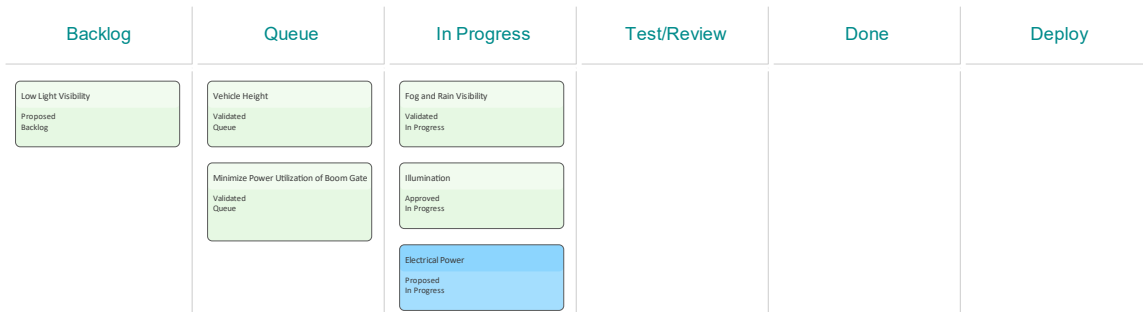 Backlog
Queue
In Progress
Test/Review
Done
Deploy
Low Light Visibility
Proposed
Backlog
Vehicle Height
Validated
Queue
Minimize Power Utilization of Boom Gate
Validated
Queue
Fog and Rain Visibility
Validated
In Progress
Illumination
Approved
In Progress
Electrical Power
Proposed
In Progress